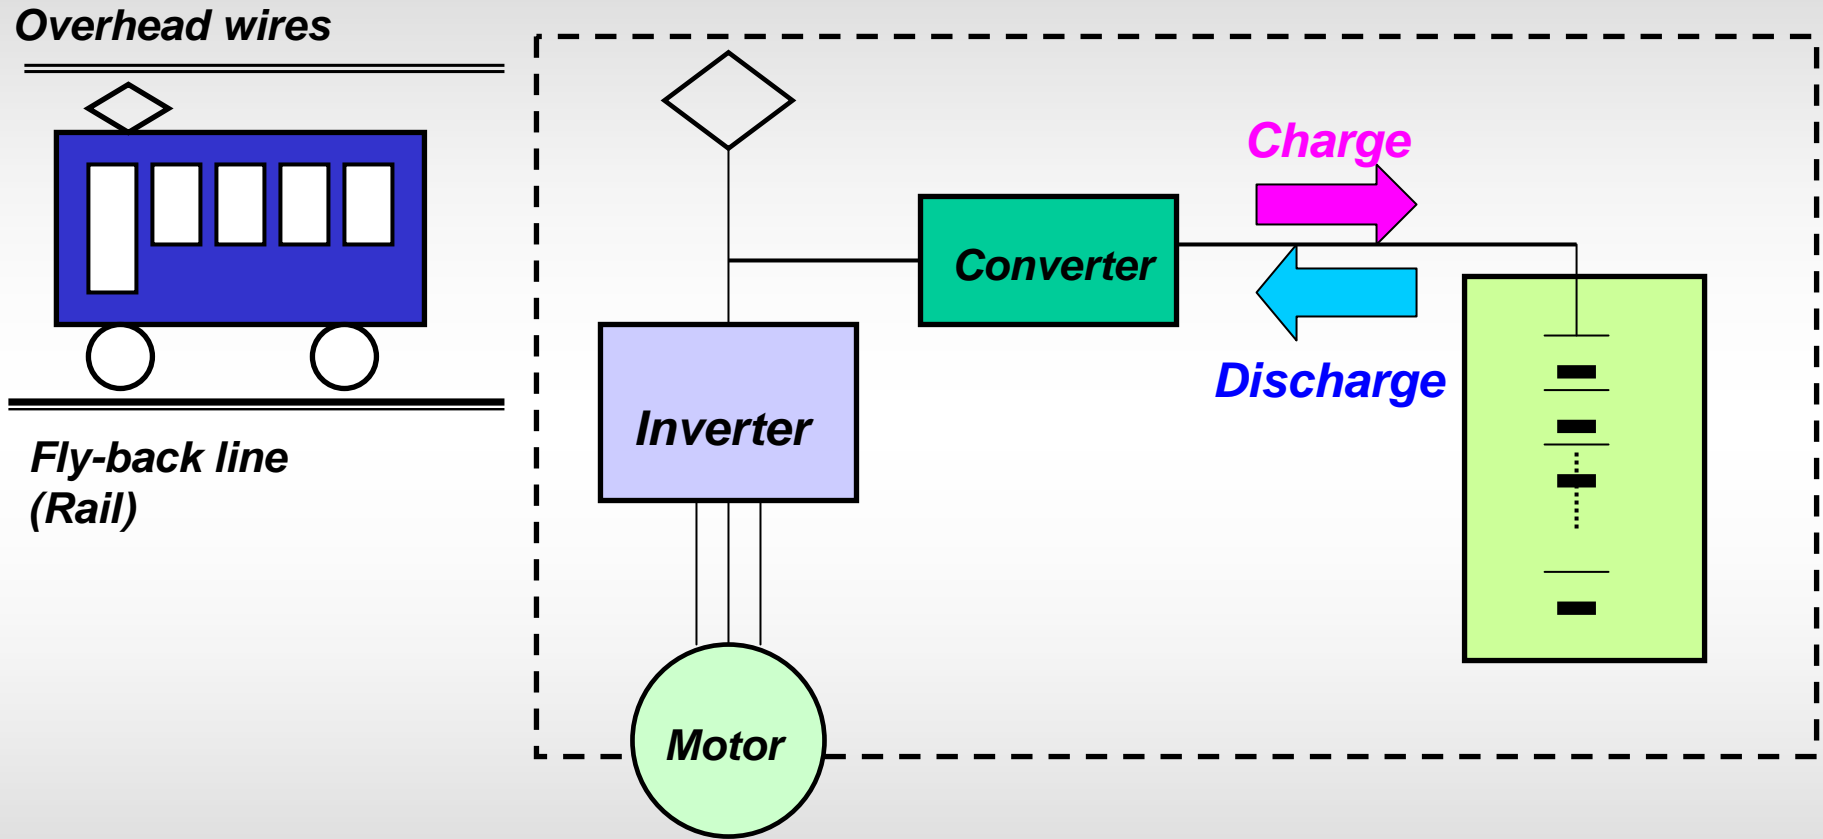 Overhead wires
Fly-back line
(Rail)
Charge
Converter
Discharge
Inverter
Motor